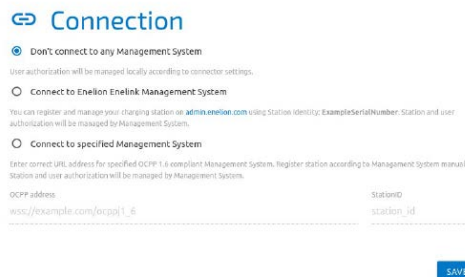 Connection
Don't connect to any Management System
User authorization will be managed locally according to connector settings.
Connect to Enelion Enelink Management System
You can register and manage your charging station on admin.enelion.com using Station Identity: ExampleSerialNumber. Station and user
authorization will be managed by Management System.
Connect to specified Management System
Enter correct URL address for specified OCPP 1.6 compliant Management System. Register station according to Management System manual
Station and user authorization will be managed by Management System.
OCPP address
StationID
wss://example.com/ocppj1_6
station_id
SAVE